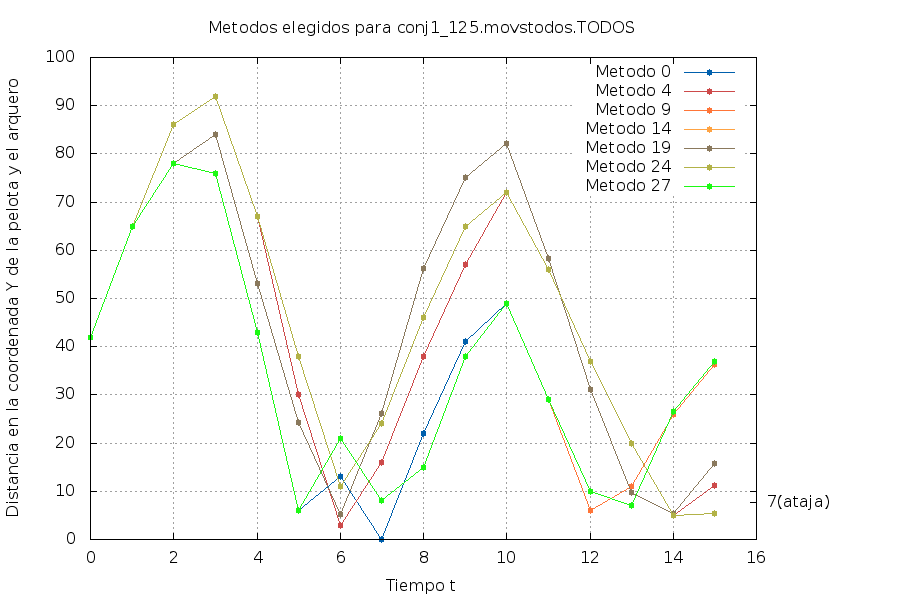 Metodos elegidos para conj1_125.movstodos.TODOS
Distancia en la coordenada Y de la pelota y el arquero
100
90
80
70
60
50
40
30
20
10
0
Metodo 0
Metodo 4
Metodo 9
Metodo 14
Metodo 19
Metodo 24
Metodo 27
7(ataja)
0 2 4 6 8 10 12 14 16
Tiempo t